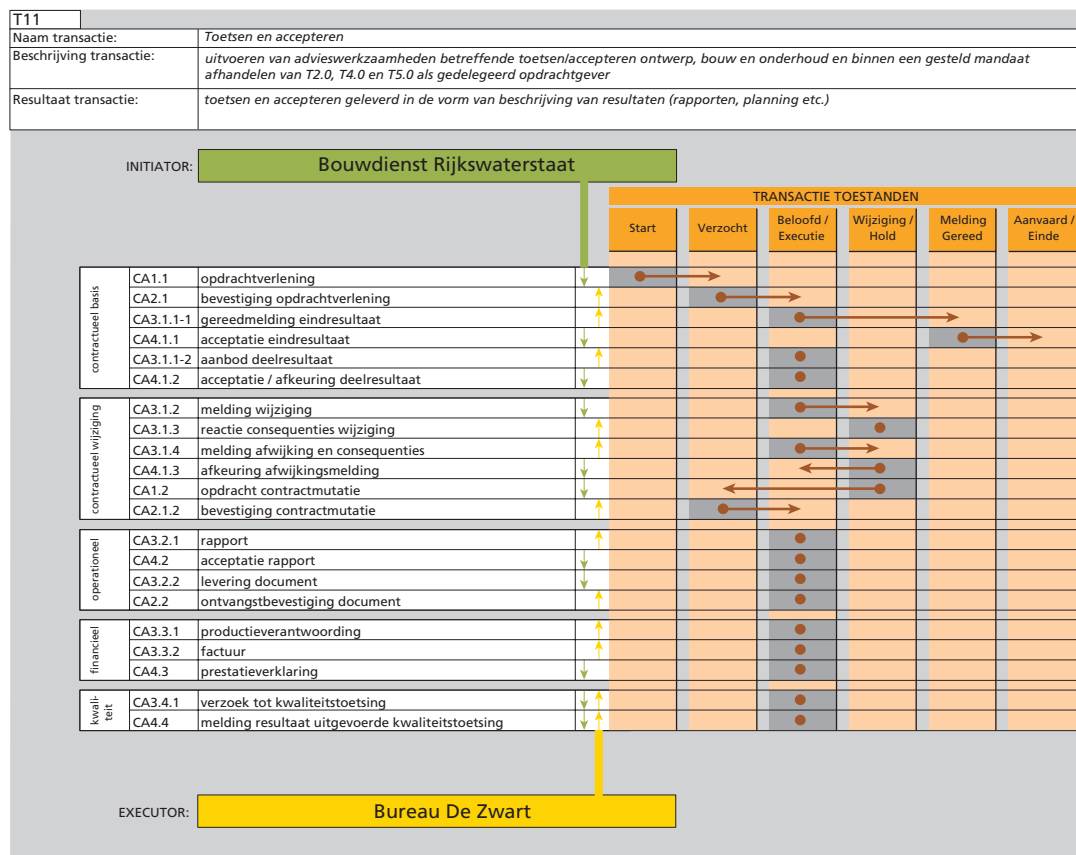 T11
Naam transactie: Toetsen en accepteren
Beschrijving transactie: uitvoeren van advieswerkzaamheden betreffende toetsen/accepteren ontwerp, bouw en onderhoud en binnen een gesteld mandaat
afhandelen van T2.0, T4.0 en T5.0 als gedelegeerd opdrachtgever
Resultaat transactie: toetsen en accepteren geleverd in de vorm van beschrijving van resultaten (rapporten, planning etc.)
INITIATOR: Bouwdienst Rijkswaterstaat
TRANSACTIE TOESTANDEN
Start
Verzocht
Beloofd /
Executie
Wijziging /
Hold
Melding
Gereed
Aanvaard /
Einde
contractueel basis
CA1.1 opdrachtverlening
CA2.1 bevestiging opdrachtverlening
CA3.1.1-1 gereedmelding eindresultaat
CA4.1.1 acceptatie eindresultaat
CA3.1.1-2 aanbod deelresultaat
CA4.1.2 acceptatie / afkeuring deelresultaat
contractueel wijziging
CA3.1.2 melding wijziging
CA3.1.3 reactie consequenties wijziging
CA3.1.4 melding afwijking en consequenties
CA4.1.3 afkeuring afwijkingsmelding
CA1.2 opdracht contractmutatie
CA2.1.2 bevestiging contractmutatie
operationeel
CA3.2.1 rapport
CA4.2 acceptatie rapport
CA3.2.2 levering document
CA2.2 ontvangstbevestiging document
financieel
CA3.3.1 productieverantwoording
CA3.3.2 factuur
CA4.3 prestatieverklaring
kwali-
teit
CA3.4.1 verzoek tot kwaliteitstoetsing
CA4.4 melding resultaat uitgevoerde kwaliteitstoetsing
EXECUTOR: Bureau De Zwart